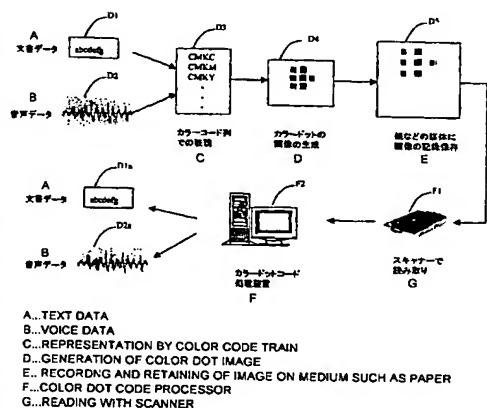 A
文書データ
D1
abcdefg
B
音声データ
D2
D3
CMKC
CMKM
CMKY
カラーコード列
での表現
C
D4
カラードットの
画像の生成
D
D5
紙などの媒体に
画像の記録保存
E
A
文書データ
D1a
abcdefg
B
音声データ
D2a
F2
カラードットコード
処理装置
F
F1
スキャナーで
読み取り
G
A...TEXT DATA
B...VOICE DATA
C...REPRESENTATION BY COLOR CODE TRAIN
D...GENERATION OF COLOR DOT IMAGE
E.. RECORDNG AND RETAINING OF IMAGE ON MEDIUM SUCH AS PAPER
F...COLOR DOT CODE PROCESSOR
G...READING WITH SCANNER